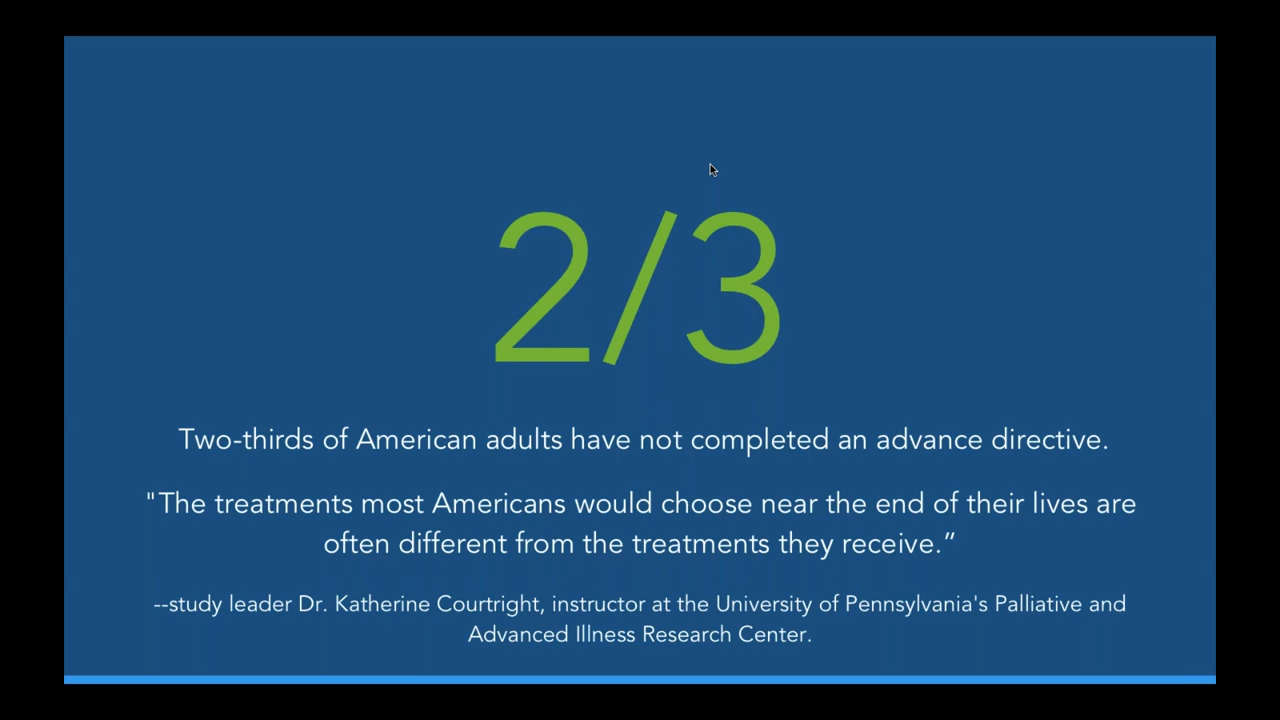 2/3
Two-thirds of American adults have not completed an advance directive.
"The treatments most Americans would choose near the end of their lives are
often different from the treatments they receive.”
--study leader Dr. Katherine Courtright, instructor at the University of Pennsylvania's Palliative and
Advanced Illness Research Center.